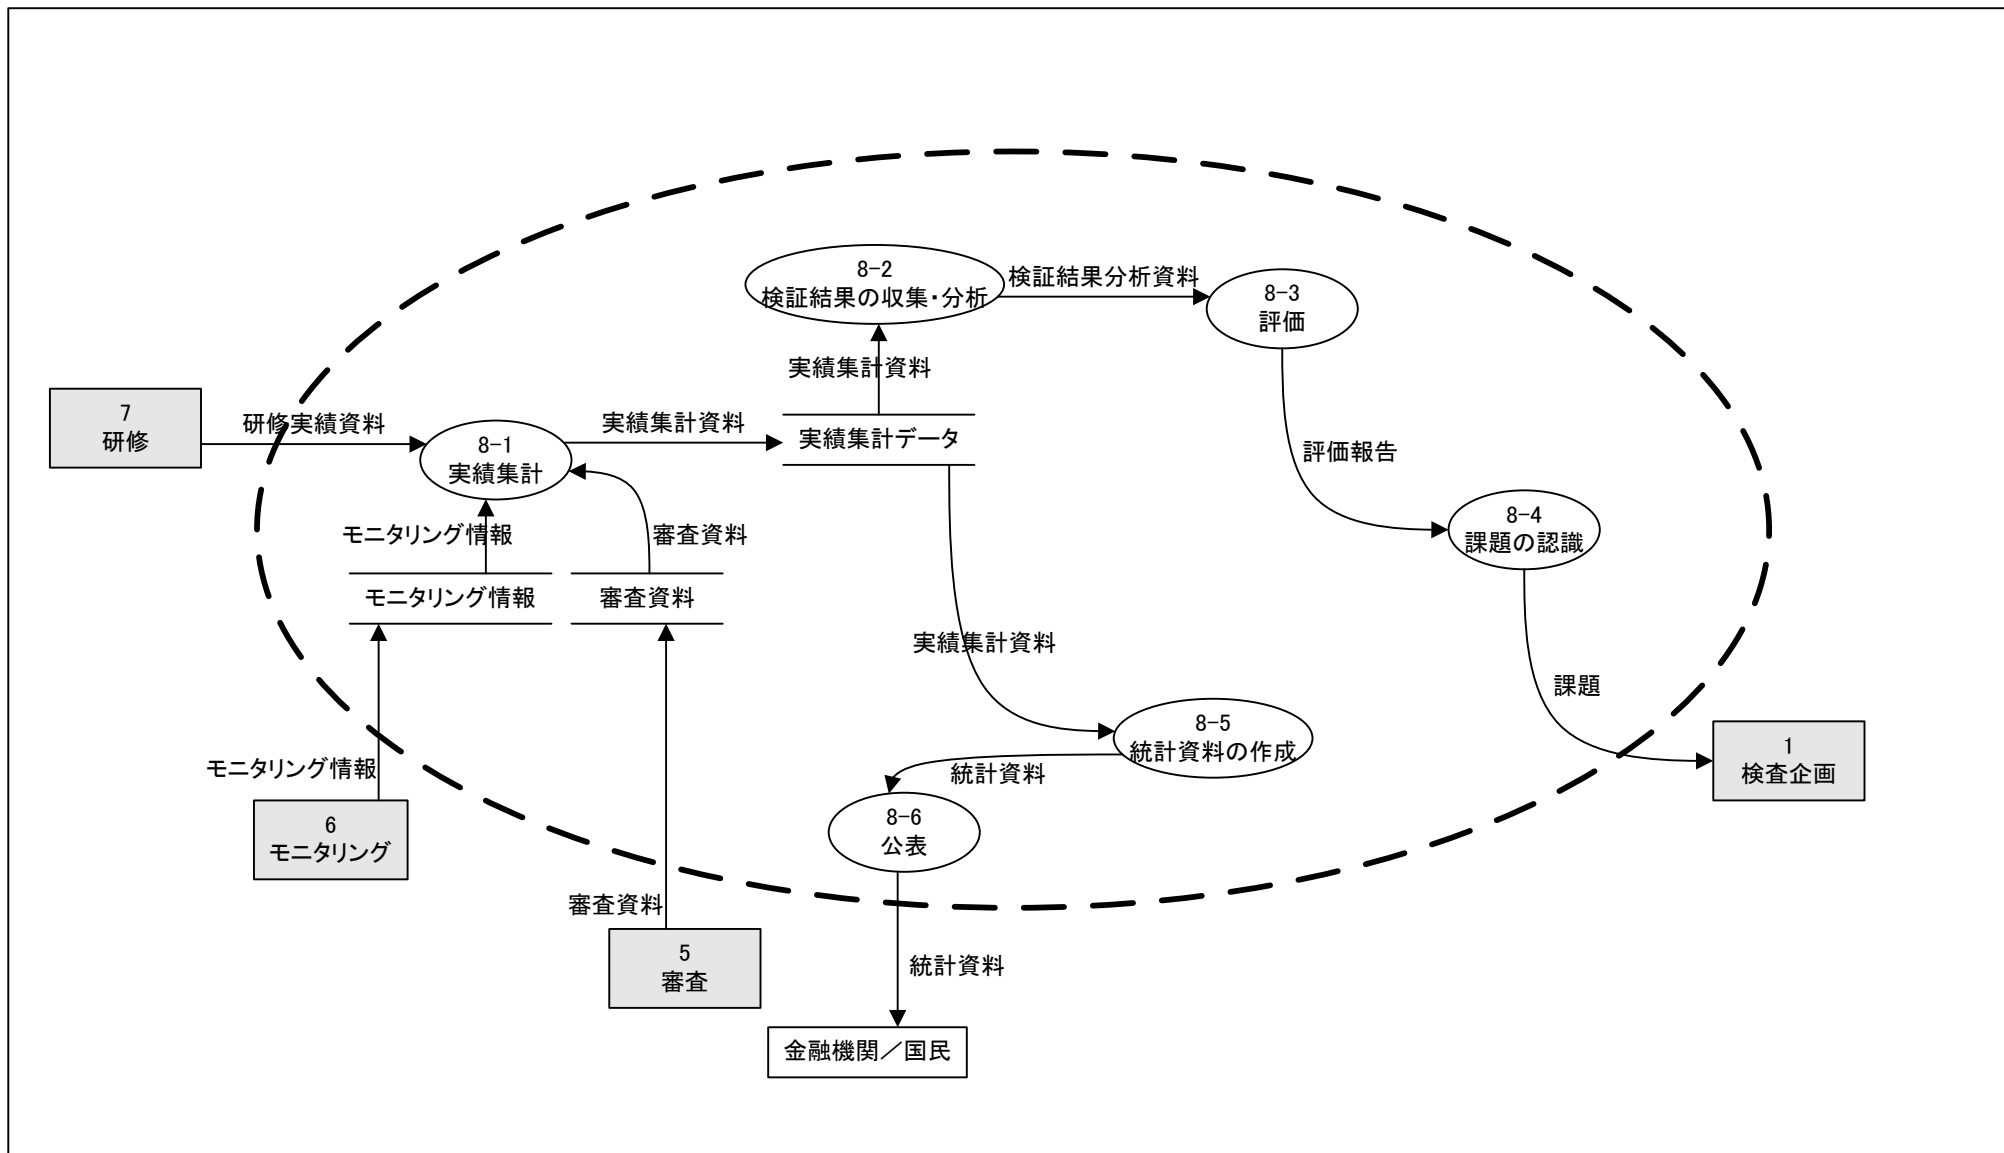 8-2
検証結果の収集・分析
検証結果分析資料
8-3
評価
実績集計資料
7
研修
研修実績資料
8-1
実績集計
実績集計資料
実績集計データ
評価報告
モニタリング情報
審査資料
8-4
課題の認識
モニタリング情報
審査資料
実績集計資料
課題
8-5
統計資料の作成
統計資料
1
検査企画
モニタリング情報
6
モニタリング
8-6
公表
審査資料
5
審査
統計資料
金融機関／国民